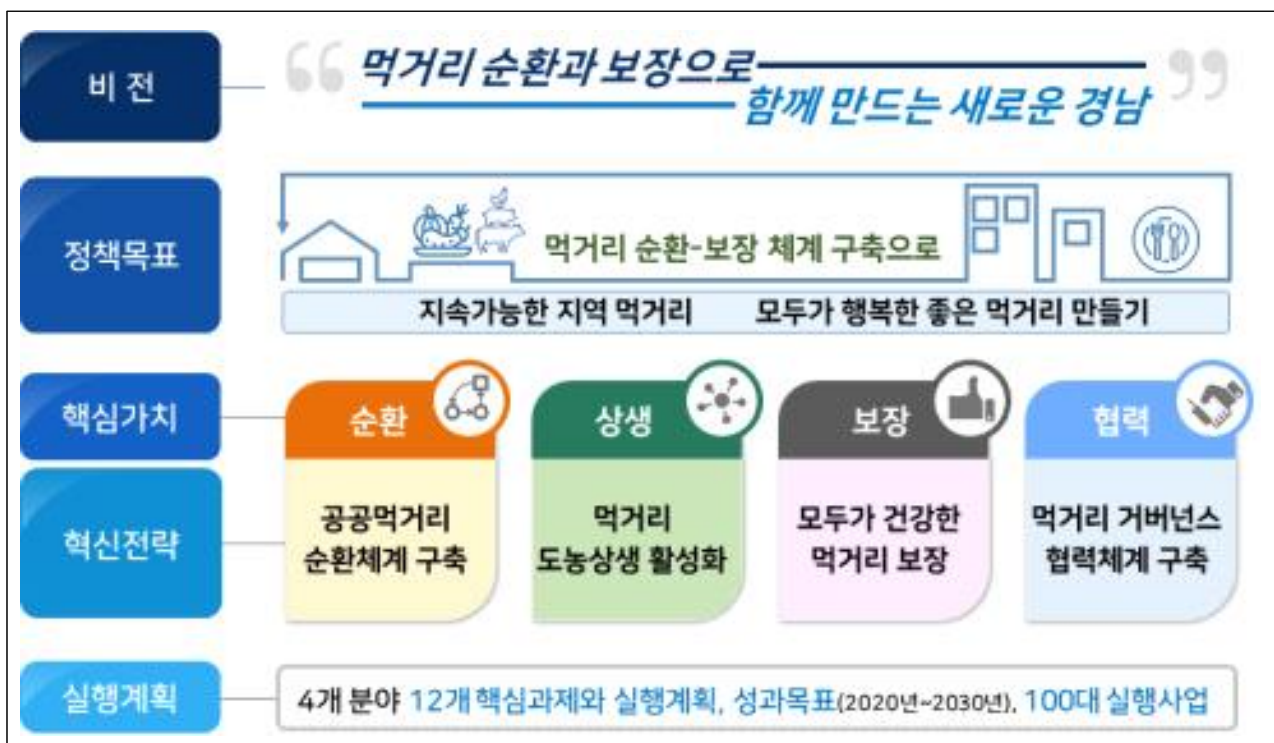 비 전
“ 먹거리 순환과 보장으로
함께 만드는 새로운 경남 ”
정책목표
먹거리 순환-보장 체계 구축으로
지속가능한 지역 먹거리 모두가 행복한 좋은 먹거리 만들기
핵심가치
순환
상생
보장
협력
혁신전략
공공먹거리
순환체계 구축
먹거리
도농상생 활성화
모두가 건강한
먹거리 보장
먹거리 거버넌스
협력체계 구축
실행계획
4개 분야 12개 핵심과제와 실행계획, 성과목표(2020년~2030년), 100대 실행사업